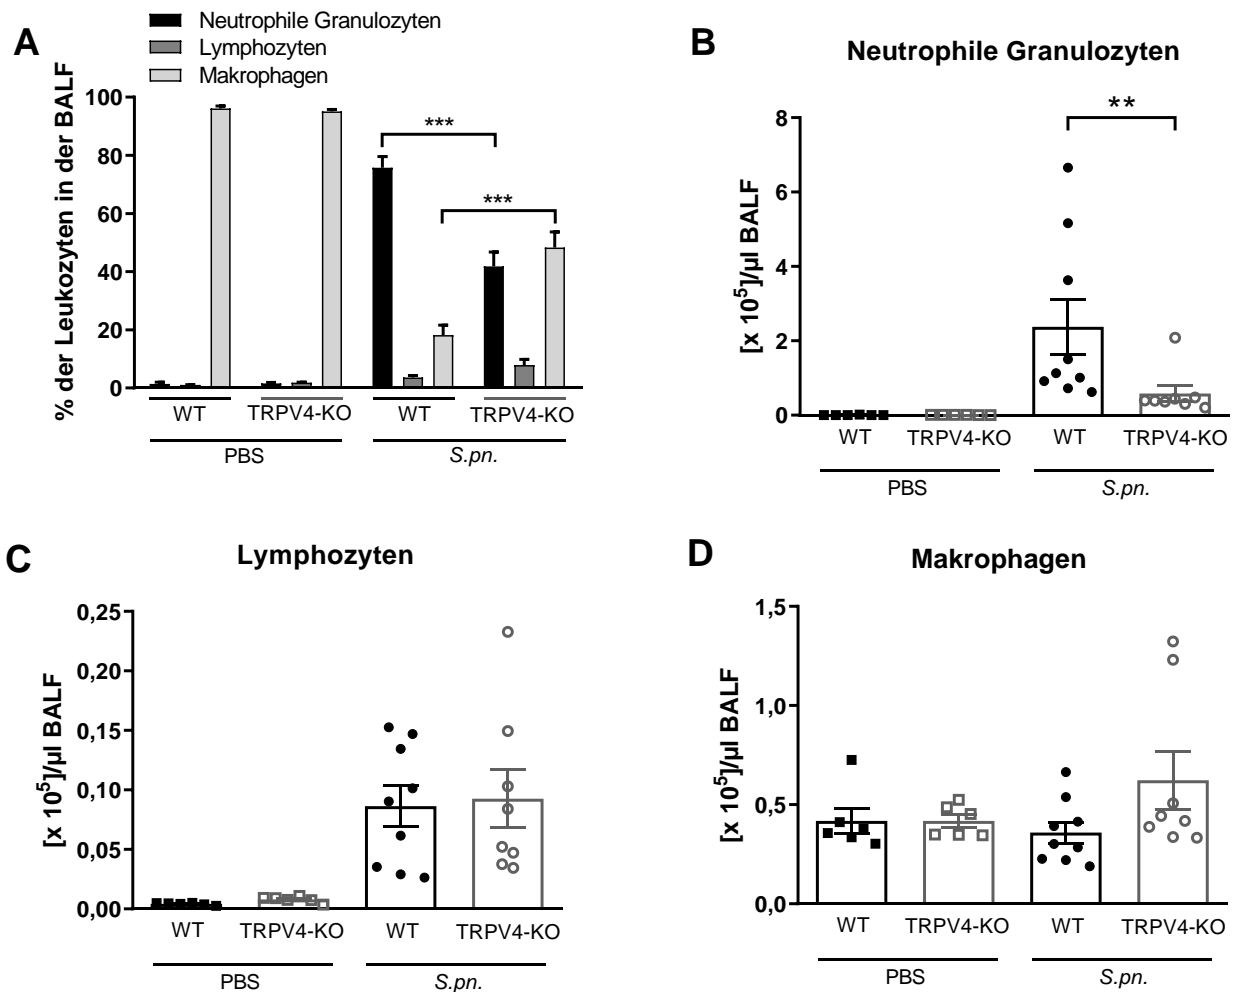 A
Neutrophile Granulozyten
Lymphozyten
Makrophagen
% der Leukozyten in der BALF
100
80
60
40
20
0
***
***
WT
TRPV4-KO
WT
TRPV4-KO
PBS
S.pn.
B
Neutrophile Granulozyten
[x 10⁵]/µl BALF
8
6
4
2
0
**
WT
TRPV4-KO
WT
TRPV4-KO
PBS
S.pn.
C
Lymphozyten
[x 10⁵]/µl BALF
0,25
0,20
0,15
0,10
0,05
0,00
WT
TRPV4-KO
WT
TRPV4-KO
PBS
S.pn.
D
Makrophagen
[x 10⁵]/µl BALF
1,5
1,0
0,5
0,0
WT
TRPV4-KO
WT
TRPV4-KO
PBS
S.pn.